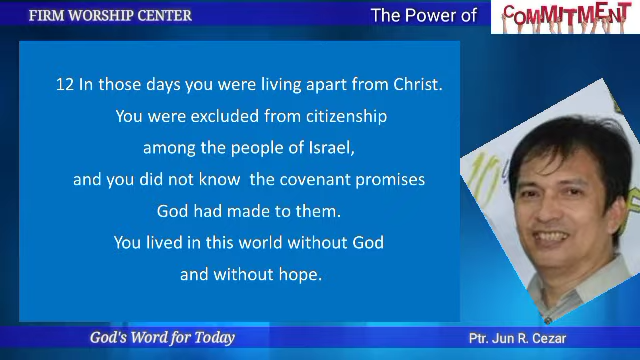 FIRM WORSHIP CENTER
The Power of COMMITMENT
12 In those days you were living apart from Christ.
You were excluded from citizenship
among the people of Israel,
and you did not know the covenant promises
God had made to them.
You lived in this world without God
and without hope.
God's Word for Today
Ptr. Jun R. Cezar